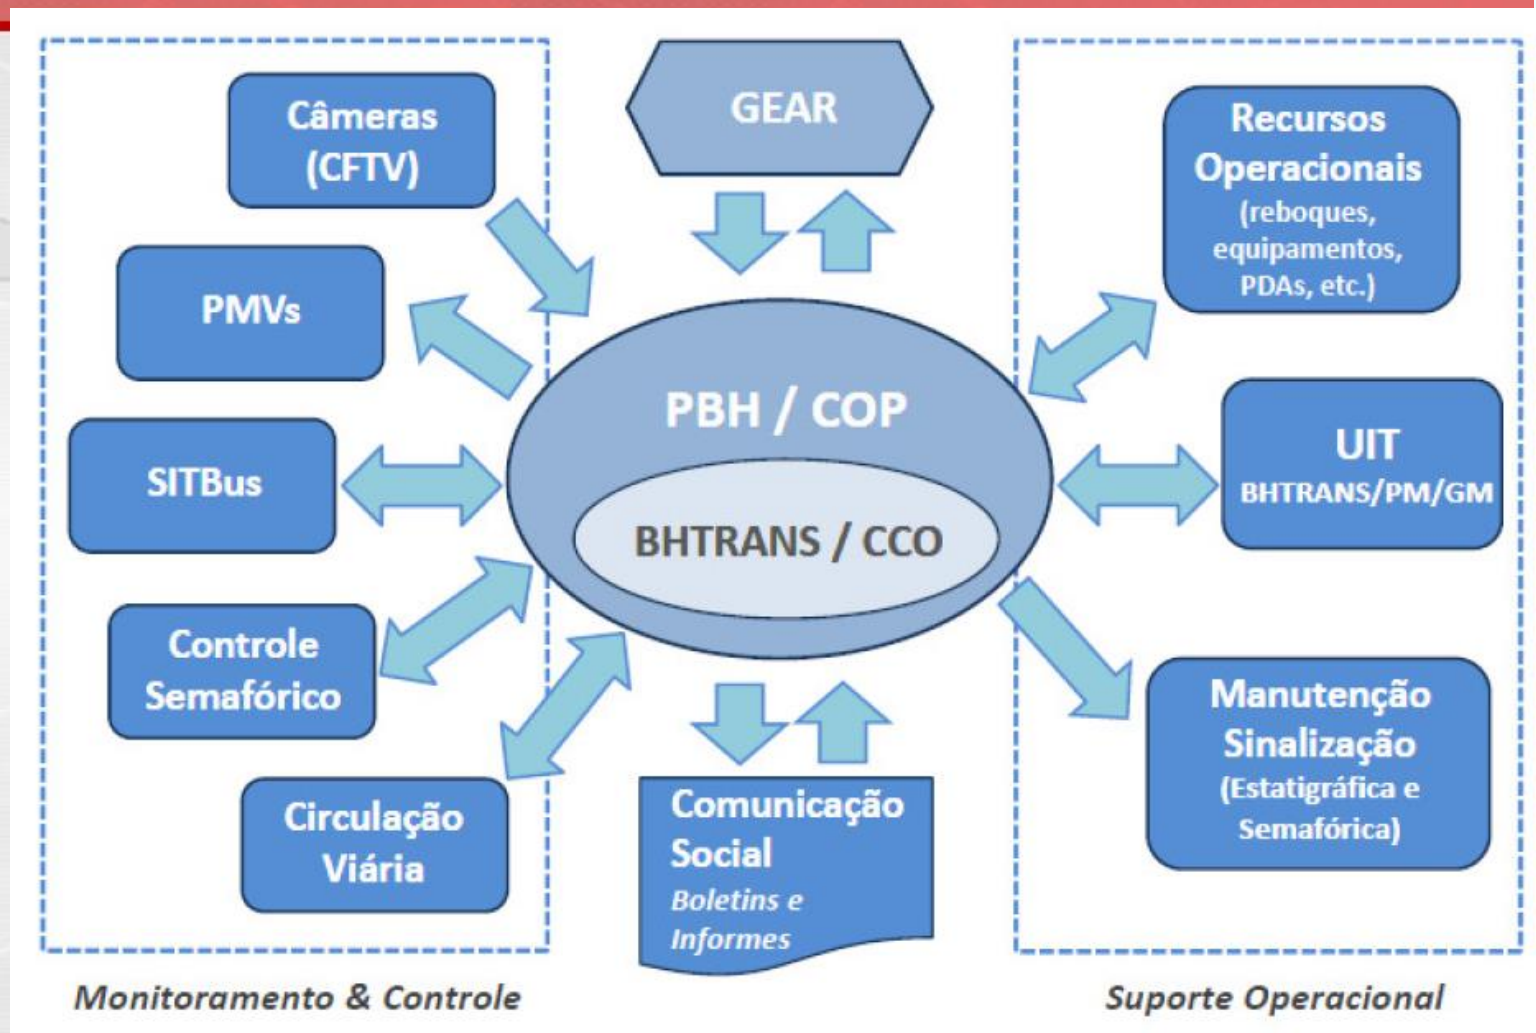 Câmeras
(CFTV)
PMVs
SITBus
Controle
Semafórico
Circulação
Viária
Monitoramento & Controle
GEAR
PBH / COP
BHTRANS / CCO
Comunicação
Social
Boletins e
Informes
Recursos
Operacionais
(reboques,
equipamentos,
PDAs, etc.)
UIT
BHTRANS/PM/GM
Manutenção
Sinalização
(Estatigráfica e
Semafórica)
Suporte Operacional